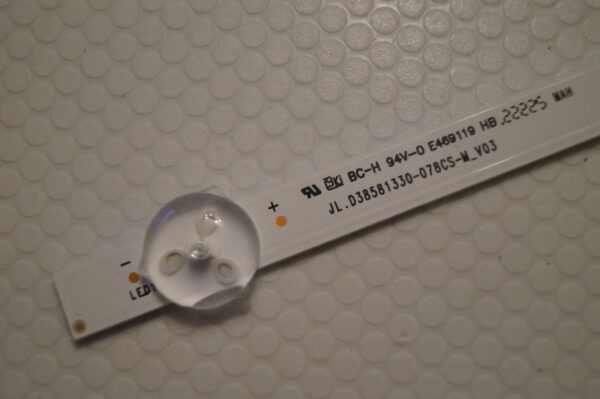 BC-H 94V-0 E469119 HB 22225 MAH
JL.D38581330-078CS-M_V03
+
−
LED